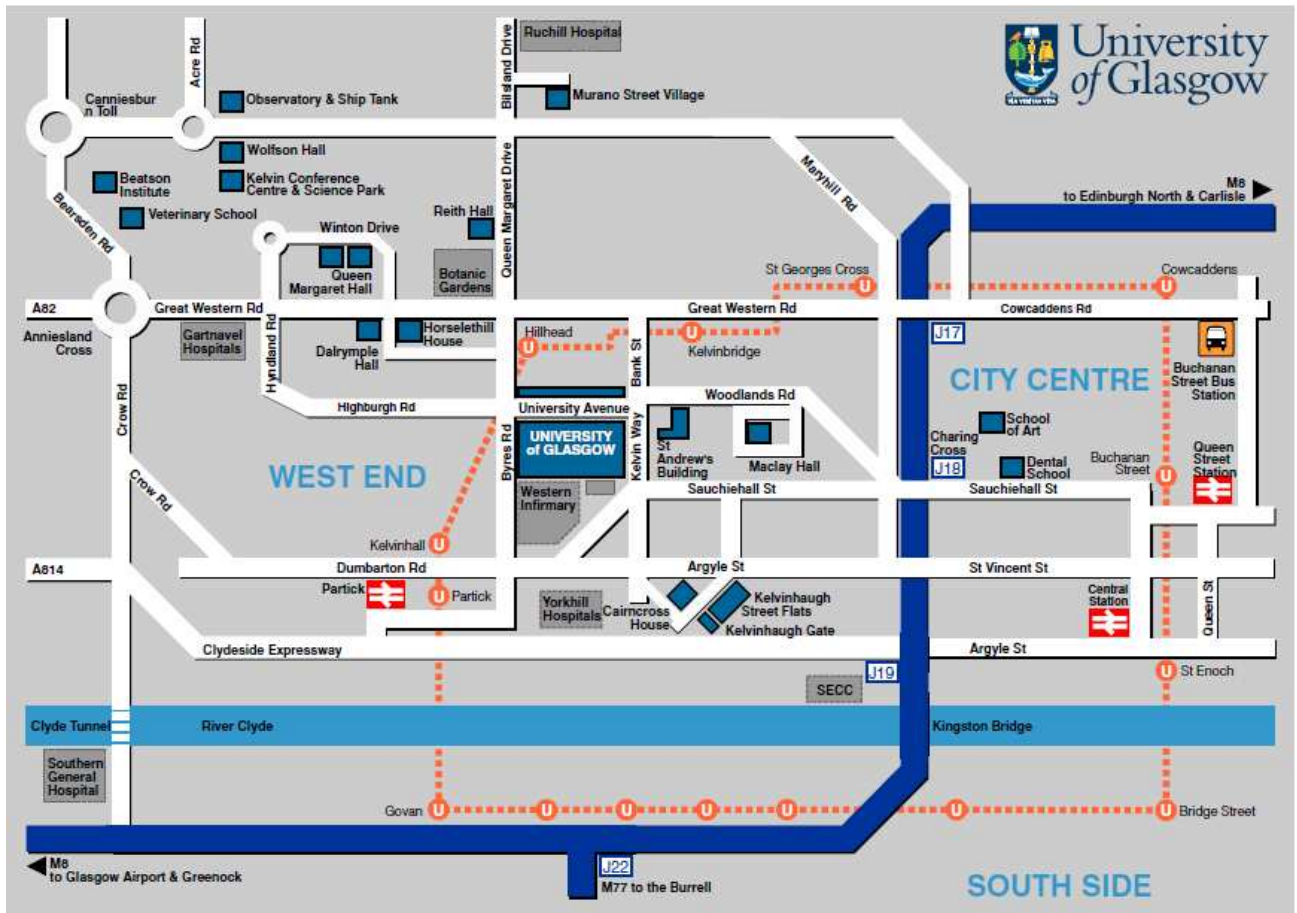 University
of Glasgow
Ruchill Hospital
Bilsland Drive
Acre Rd
Canniesbur
n Toll
Observatory & Ship Tank
Murano Street Village
Wolfson Hall
Kelvin Conference
Centre & Science Park
Beatson
Institute
Veterinary School
Bearsden Rd
Queen Margaret Drive
Maryhill Rd
M8
to Edinburgh North & Carlisle
Reith Hall
Winton Drive
Queen
Margaret Hall
Botanic
Gardens
St Georges Cross
U
Cowcaddens
U
A82
Great Western Rd
Great Western Rd
Cowcaddens Rd
Anniesland
Cross
Gartnavel
Hospitals
Hyndland Rd
Dalrymple
Hall
Horselethill
House
Hillhead
U
Bank St
U
Kelvinbridge
J17
CITY CENTRE
Buchanan
Street Bus
Station
Crow Rd
Highburgh Rd
University Avenue
Woodlands Rd
WEST END
Byres Rd
UNIVERSITY
of GLASGOW
Kelvin Way
St
Andrew's
Building
Maclay Hall
Charing
Cross
J18
School
of Art
Dental
School
Buchanan
Street
U
Queen
Street
Station
Crow Rd
Western
Infirmary
Sauchiehall St
Sauchiehall St
Kelvinhall
U
A814
Dumbarton Rd
Argyle St
St Vincent St
Partick
U
Partick
Yorkhill
Hospitals
Cairncross
House
Kelvinhaugh
Street Flats
Kelvinhaugh Gate
Central
Station
Queen St
Clydeside Expressway
Argyle St
J19
SECC
U
St Enoch
Clyde Tunnel
River Clyde
Kingston Bridge
Southern
General
Hospital
Govan
U
U
U
U
U
U
U
Bridge Street
M8
to Glasgow Airport & Greenock
J22
M77 to the Burrell
SOUTH SIDE